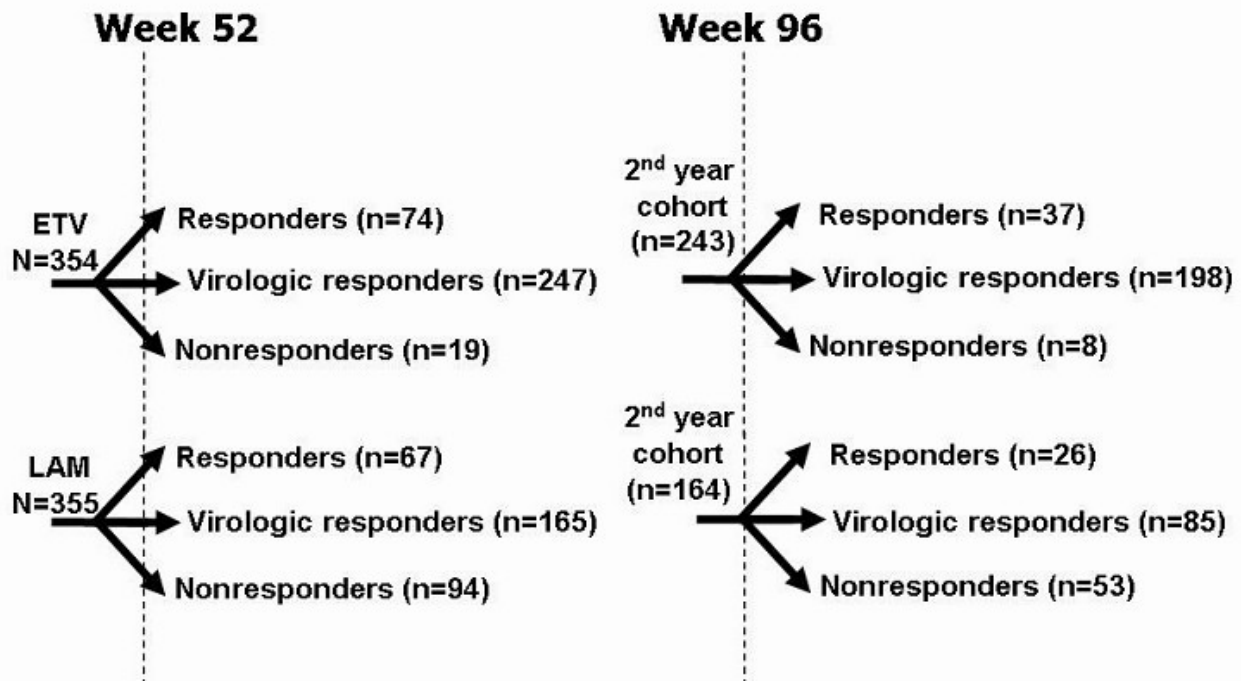 Week 52
Week 96
ETV
N=354
Responders (n=74)
Virologic responders (n=247)
Nonresponders (n=19)
2nd year
cohort
(n=243)
Responders (n=37)
Virologic responders (n=198)
Nonresponders (n=8)
LAM
N=355
Responders (n=67)
Virologic responders (n=165)
Nonresponders (n=94)
2nd year
cohort
(n=164)
Responders (n=26)
Virologic responders (n=85)
Nonresponders (n=53)